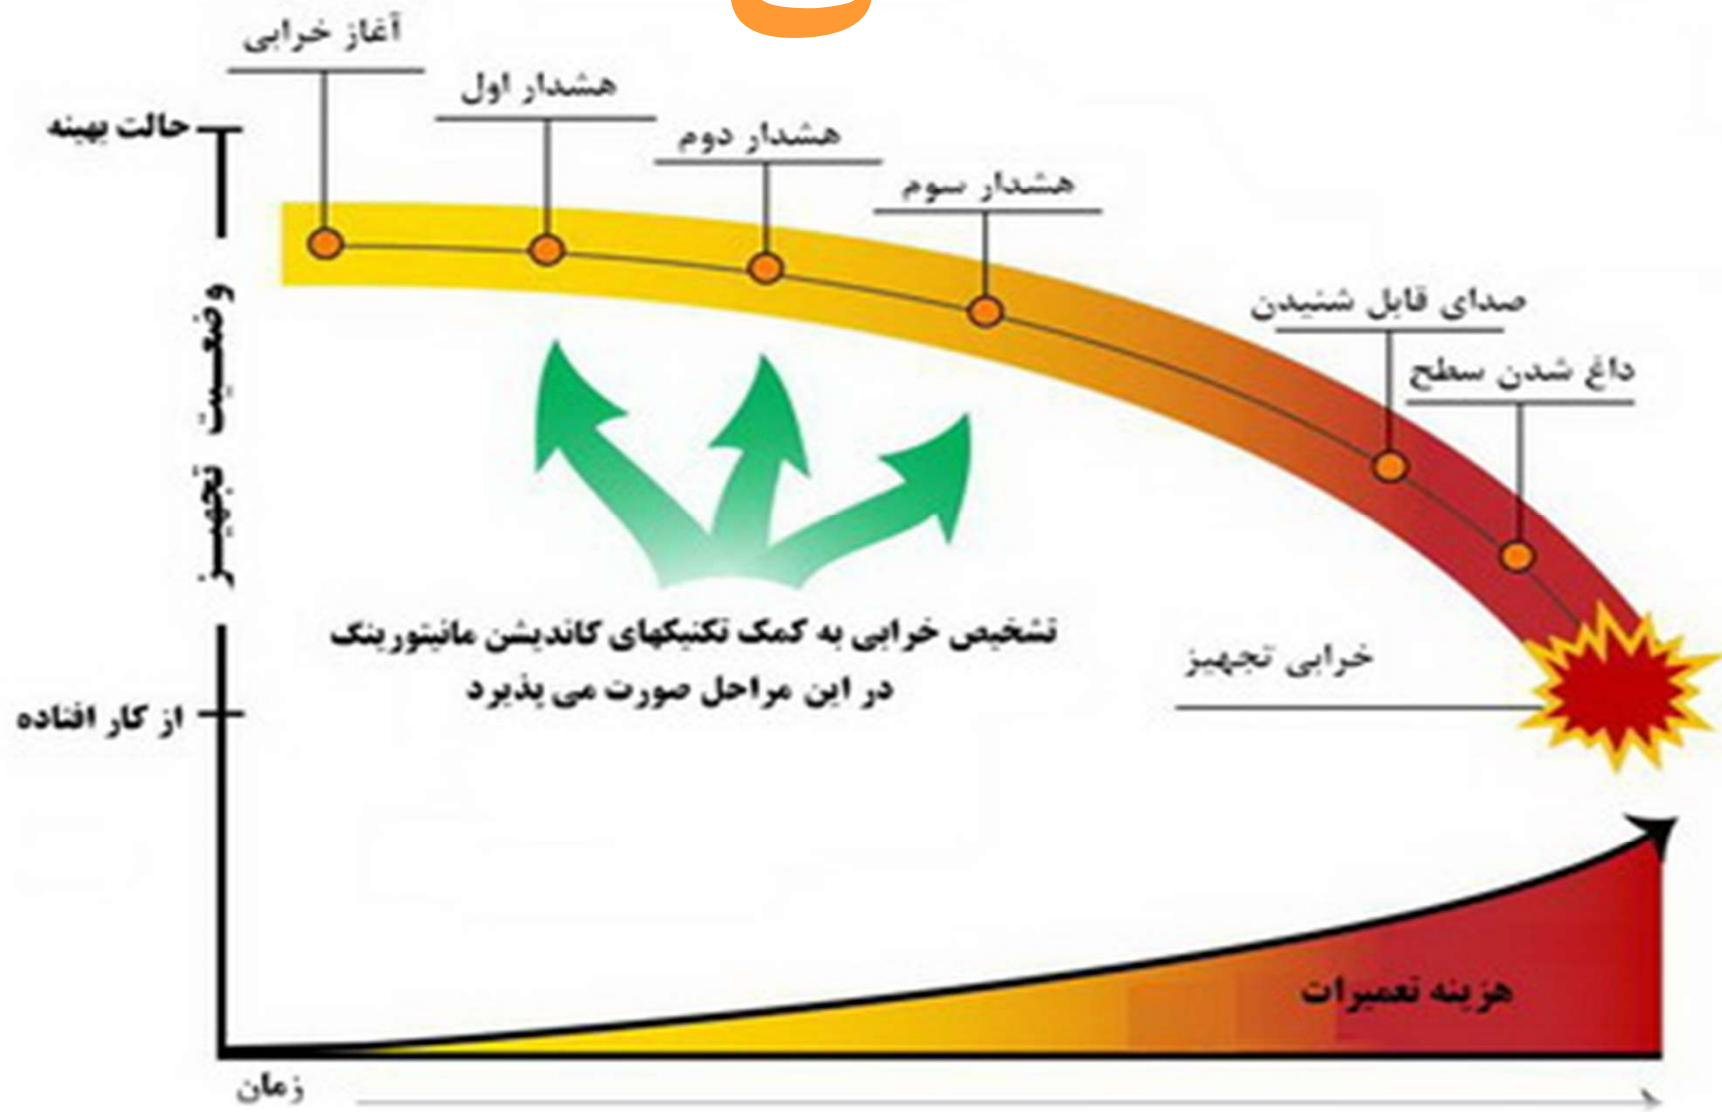 آغاز خرابی
هشدار اول
حالت بهینه
هشدار دوم
هشدار سوم
صدای قابل شنیدن
داغ شدن سطح
وضعیت تجهیز
تشخیص خرابی به کمک تکنیکهای کاندیشن مانیتورینگ
در این مراحل صورت می پذیرد
خرابی تجهیز
از کار افتاده
هزینه تعمیرات
زمان